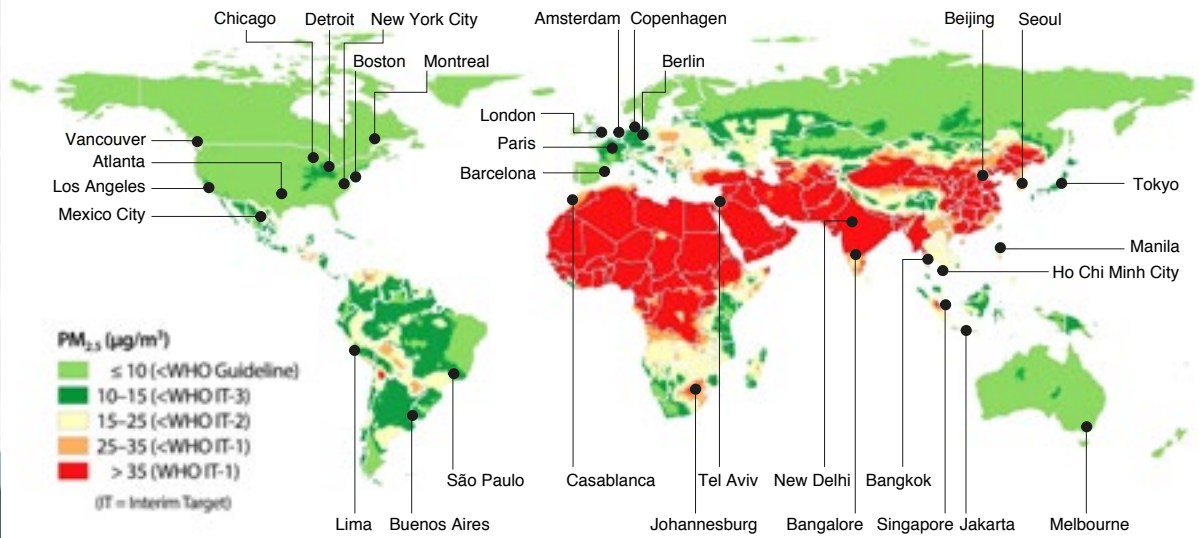 Chicago
Detroit
New York City
Amsterdam
Copenhagen
Beijing
Seoul
Boston
Montreal
Berlin
London
Vancouver
Paris
Atlanta
Barcelona
Los Angeles
Tokyo
Mexico City
Manila
Ho Chi Minh City
PM2.5 (µg/m³)
≤ 10 (<WHO Guideline)
10–15 (<WHO IT-3)
15–25 (<WHO IT-2)
25–35 (<WHO IT-1)
> 35 (WHO IT-1)
(IT = Interim Target)
São Paulo
Casablanca
Tel Aviv
New Delhi
Bangkok
Lima
Buenos Aires
Johannesburg
Bangalore
Singapore
Jakarta
Melbourne